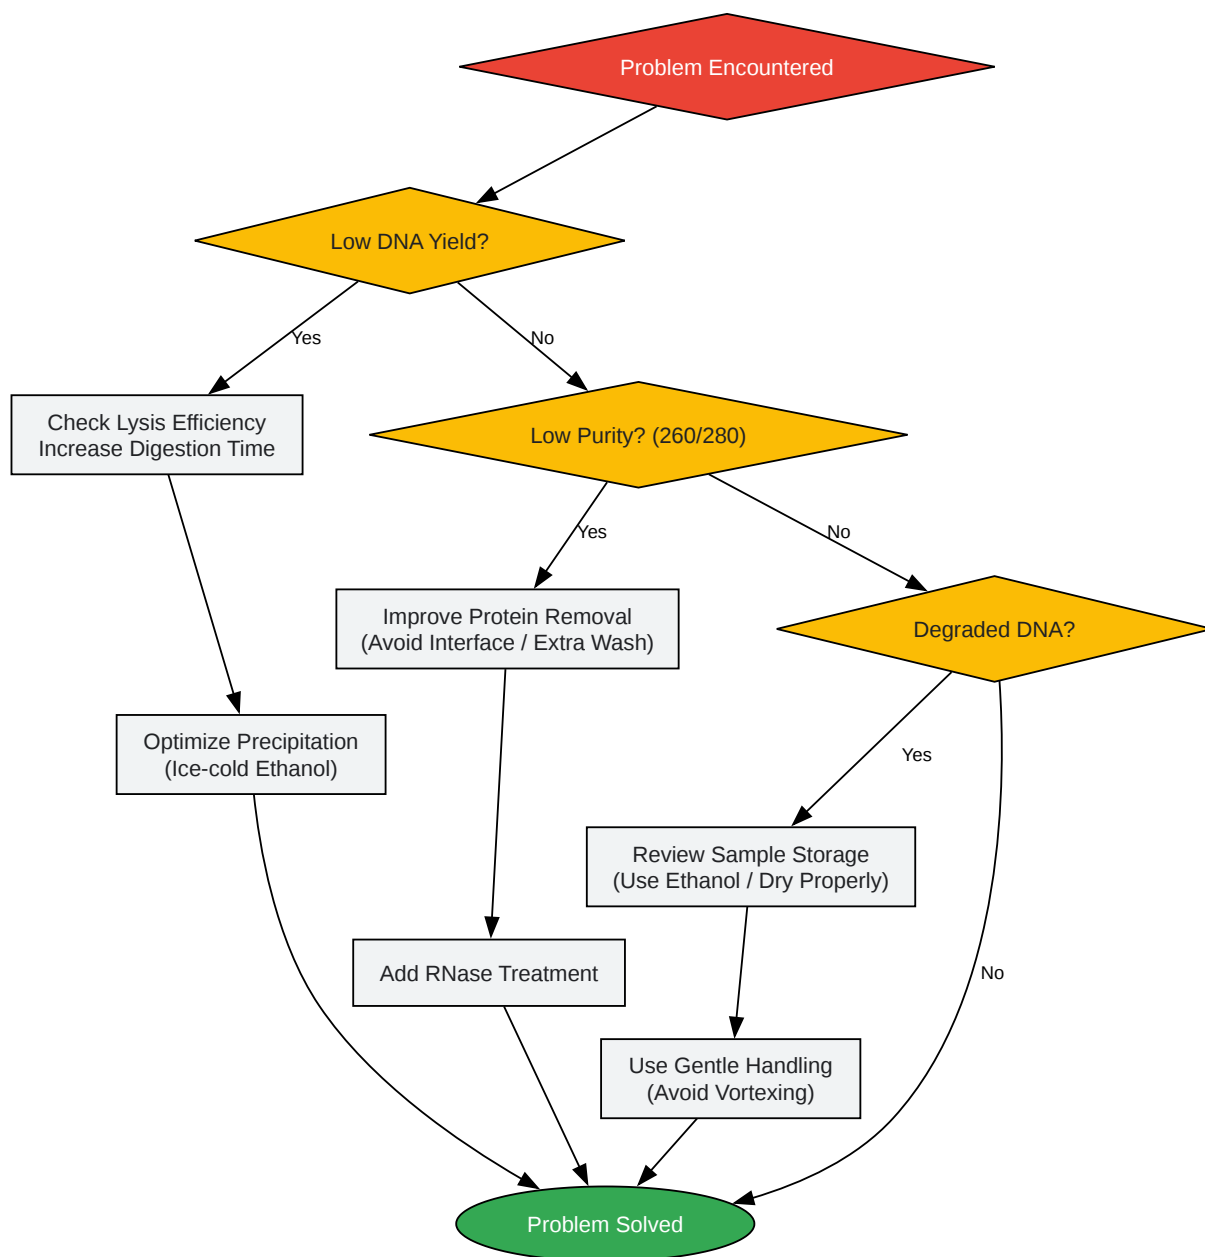 Problem Encountered
Low DNA Yield?
Yes
No
Check Lysis Efficiency
Increase Digestion Time
Low Purity? (260/280)
Yes
No
Improve Protein Removal
(Avoid Interface / Extra Wash)
Degraded DNA?
Optimize Precipitation
(Ice-cold Ethanol)
Yes
Review Sample Storage
(Use Ethanol / Dry Properly)
Add RNase Treatment
No
Use Gentle Handling
(Avoid Vortexing)
Problem Solved